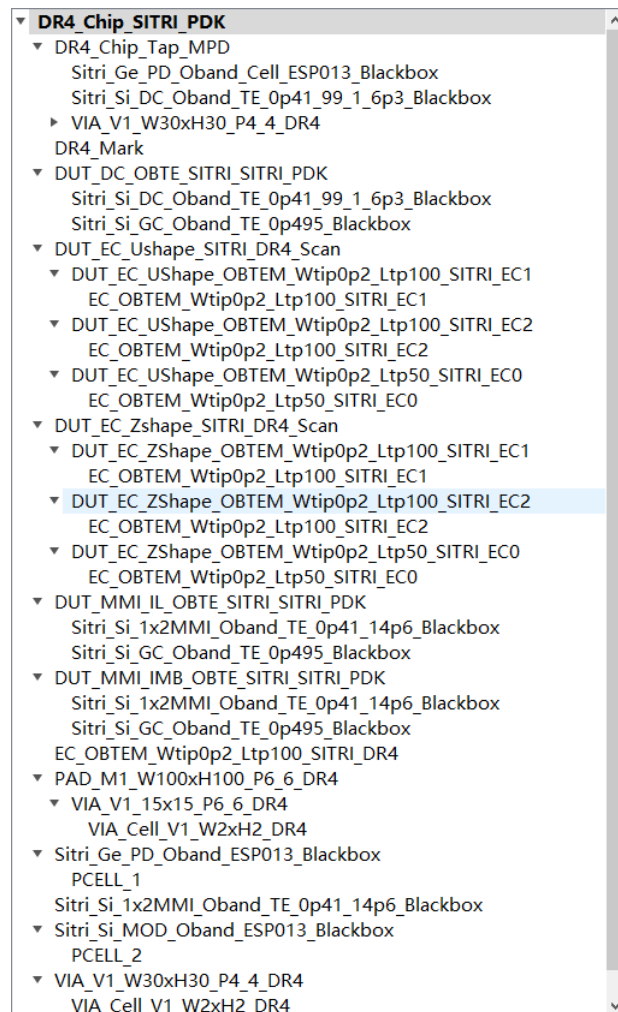 DR4_Chip_SITRI_PDK
DR4_Chip_Tap_MPD
Sitri_Ge_PD_Oband_Cell_ESP013_Blackbox
Sitri_Si_DC_Oband_TE_0p41_99_1_6p3_Blackbox
VIA_V1_W30xH30_P4_4_DR4
DR4_Mark
DUT_DC_OBTE_SITRI_SITRI_PDK
Sitri_Si_DC_Oband_TE_0p41_99_1_6p3_Blackbox
Sitri_Si_GC_Oband_TE_0p495_Blackbox
DUT_EC_Ushape_SITRI_DR4_Scan
DUT_EC_UShape_OBTEM_Wtip0p2_Ltp100_SITRI_EC1
EC_OBTEM_Wtip0p2_Ltp100_SITRI_EC1
DUT_EC_UShape_OBTEM_Wtip0p2_Ltp100_SITRI_EC2
EC_OBTEM_Wtip0p2_Ltp100_SITRI_EC2
DUT_EC_UShape_OBTEM_Wtip0p2_Ltp50_SITRI_EC0
EC_OBTEM_Wtip0p2_Ltp50_SITRI_EC0
DUT_EC_Zshape_SITRI_DR4_Scan
DUT_EC_ZShape_OBTEM_Wtip0p2_Ltp100_SITRI_EC1
EC_OBTEM_Wtip0p2_Ltp100_SITRI_EC1
DUT_EC_ZShape_OBTEM_Wtip0p2_Ltp100_SITRI_EC2
EC_OBTEM_Wtip0p2_Ltp100_SITRI_EC2
DUT_EC_ZShape_OBTEM_Wtip0p2_Ltp50_SITRI_EC0
EC_OBTEM_Wtip0p2_Ltp50_SITRI_EC0
DUT_MMI_IL_OBTE_SITRI_SITRI_PDK
Sitri_Si_1x2MMI_Oband_TE_0p41_14p6_Blackbox
Sitri_Si_GC_Oband_TE_0p495_Blackbox
DUT_MMI_IMB_OBTE_SITRI_SITRI_PDK
Sitri_Si_1x2MMI_Oband_TE_0p41_14p6_Blackbox
Sitri_Si_GC_Oband_TE_0p495_Blackbox
EC_OBTEM_Wtip0p2_Ltp100_SITRI_DR4
PAD_M1_W100xH100_P6_6_DR4
VIA_V1_15x15_P6_6_DR4
VIA_Cell_V1_W2xH2_DR4
Sitri_Ge_PD_Oband_ESP013_Blackbox
PCELL_1
Sitri_Si_1x2MMI_Oband_TE_0p41_14p6_Blackbox
Sitri_Si_MOD_Oband_ESP013_Blackbox
PCELL_2
VIA_V1_W30xH30_P4_4_DR4
VIA_Cell_V1_W2xH2_DR4